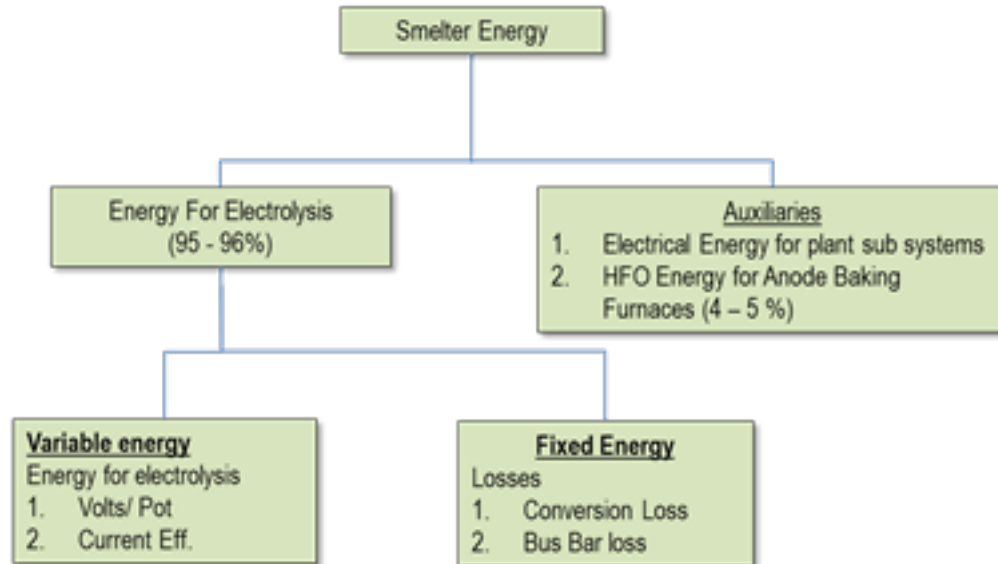 Smelter Energy
Energy For Electrolysis
(95 - 96%)
Auxiliaries
1. Electrical Energy for plant sub systems
2. HFO Energy for Anode Baking
Furnaces (4 – 5 %)
Variable energy
Energy for electrolysis
1. Volts/ Pot
2. Current Eff.
Fixed Energy
Losses
1. Conversion Loss
2. Bus Bar loss